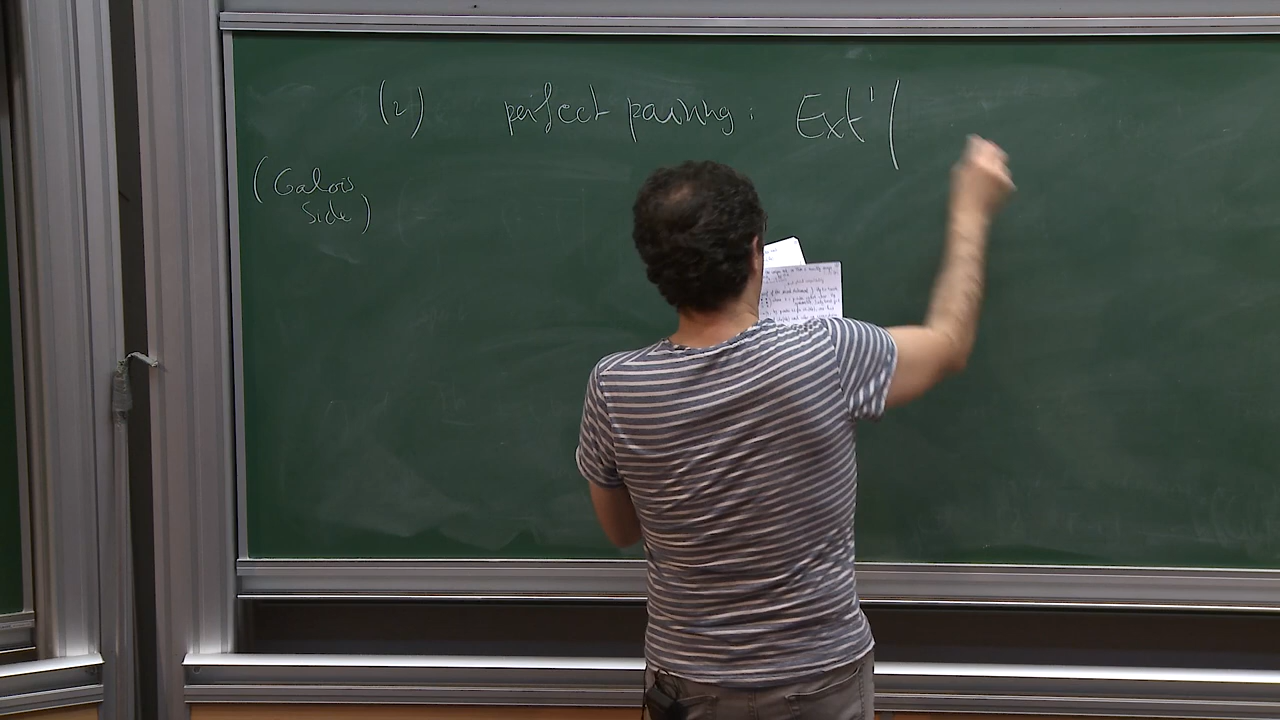 (2) perfect pairing : Ext¹(
(Galois
side)